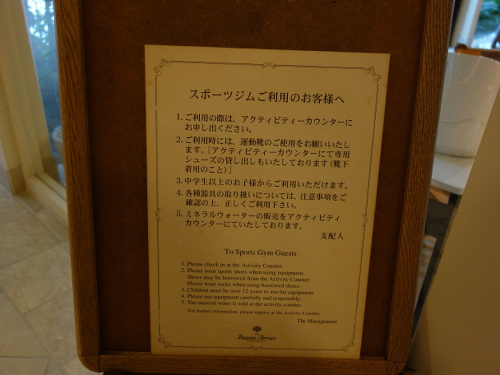 スポーツジムご利用のお客様へ
1. ご利用の際は、アクティビティーカウンターに
お申し出ください。
2. ご利用時には、運動靴のご使用をお願いいたし
ます。[アクティビティーカウンターにて専用
シューズの貸し出しもいたしております(靴下
着用のこと)]
3. 中学生以上のお子様からご利用いただけます。
4. 各種器具の取り扱いについては、注意事項をご
確認の上、正しくご利用下さい。
5. ミネラルウォーターの販売をアクティビティ
カウンターにていたしております。
支配人
To Sports Gym Guests
1. Please check in at the Activity Counter.
2. Please wear sports shoes when using equipment.
Shoes may be borrowed from the Activity Counter.
Please wear socks when using borrowed shoes.
3. Children must be over 12 years to use the equipment.
4. Please use equipment carefully and responsibly.
5. The mineral water is sold at the activity counter.
For further information, please inquire at the Activity Counter.
The Management